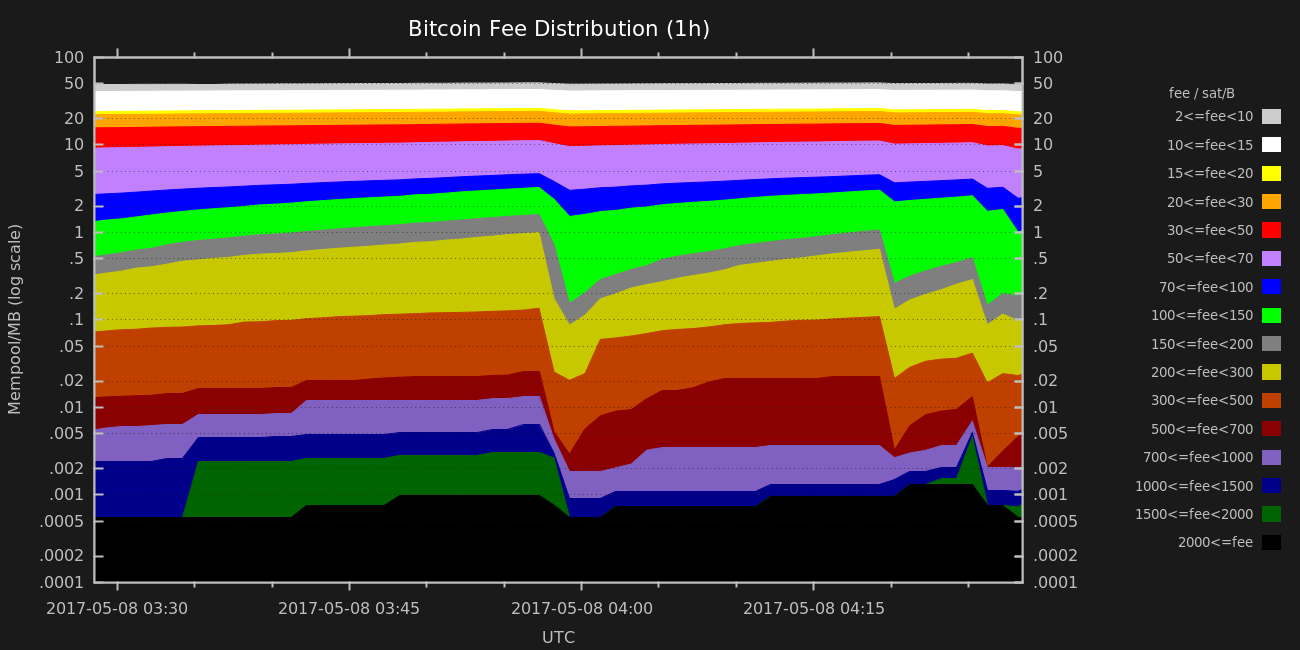 Bitcoin Fee Distribution (1h)
Mempool/MB (log scale)
100
50
20
10
5
2
1
.5
.2
.1
.05
.02
.01
.005
.002
.001
.0005
.0002
.0001
100
50
20
10
5
2
1
.5
.2
.1
.05
.02
.01
.005
.002
.001
.0005
.0002
.0001
2017-05-08 03:30
2017-05-08 03:45
2017-05-08 04:00
2017-05-08 04:15
UTC
fee / sat/B
2<=fee<10
10<=fee<15
15<=fee<20
20<=fee<30
30<=fee<50
50<=fee<70
70<=fee<100
100<=fee<150
150<=fee<200
200<=fee<300
300<=fee<500
500<=fee<700
700<=fee<1000
1000<=fee<1500
1500<=fee<2000
2000<=fee